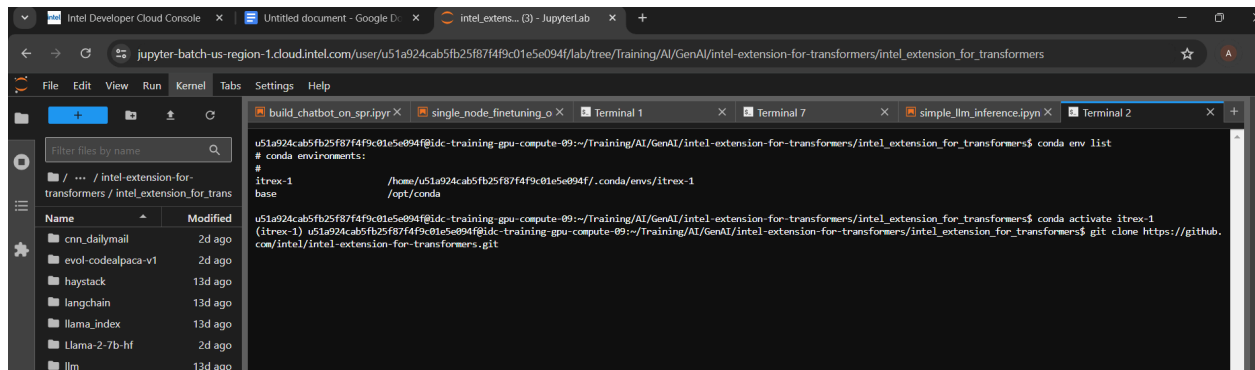 Intel Developer Cloud Console
Untitled document - Google Dc
intel_extens... (3) - JupyterLab
jupyter-batch-us-region-1.cloud.intel.com/user/u51a924cab5fb25f87f4f9c01e5e094f/lab/tree/Training/AI/GenAI/intel-extension-for-transformers/intel_extension_for_transformers
A
File Edit View Run Kernel Tabs Settings Help
build_chatbot_on_spr.ipyr
single_node_finetuning_o
Terminal 1
Terminal 7
simple_llm_inference.ipyn
Terminal 2
Filter files by name
/ ··· / intel-extension-for-
transformers / intel_extension_for_trans
Name Modified
cnn_dailymail 2d ago
evol-codealpaca-v1 2d ago
haystack 13d ago
langchain 13d ago
llama_index 13d ago
Llama-2-7b-hf 2d ago
llm 13d ago
u51a924cab5fb25f87f4f9c01e5e094f@idc-training-gpu-compute-09:~/Training/AI/GenAI/intel-extension-for-transformers/intel_extension_for_transformers$ conda env list
# conda environments:
#
itrex-1 /home/u51a924cab5fb25f87f4f9c01e5e094f/.conda/envs/itrex-1
base /opt/conda
u51a924cab5fb25f87f4f9c01e5e094f@idc-training-gpu-compute-09:~/Training/AI/GenAI/intel-extension-for-transformers/intel_extension_for_transformers$ conda activate itrex-1
(itrex-1) u51a924cab5fb25f87f4f9c01e5e094f@idc-training-gpu-compute-09:~/Training/AI/GenAI/intel-extension-for-transformers/intel_extension_for_transformers$ git clone https://github.
com/intel/intel-extension-for-transformers.git